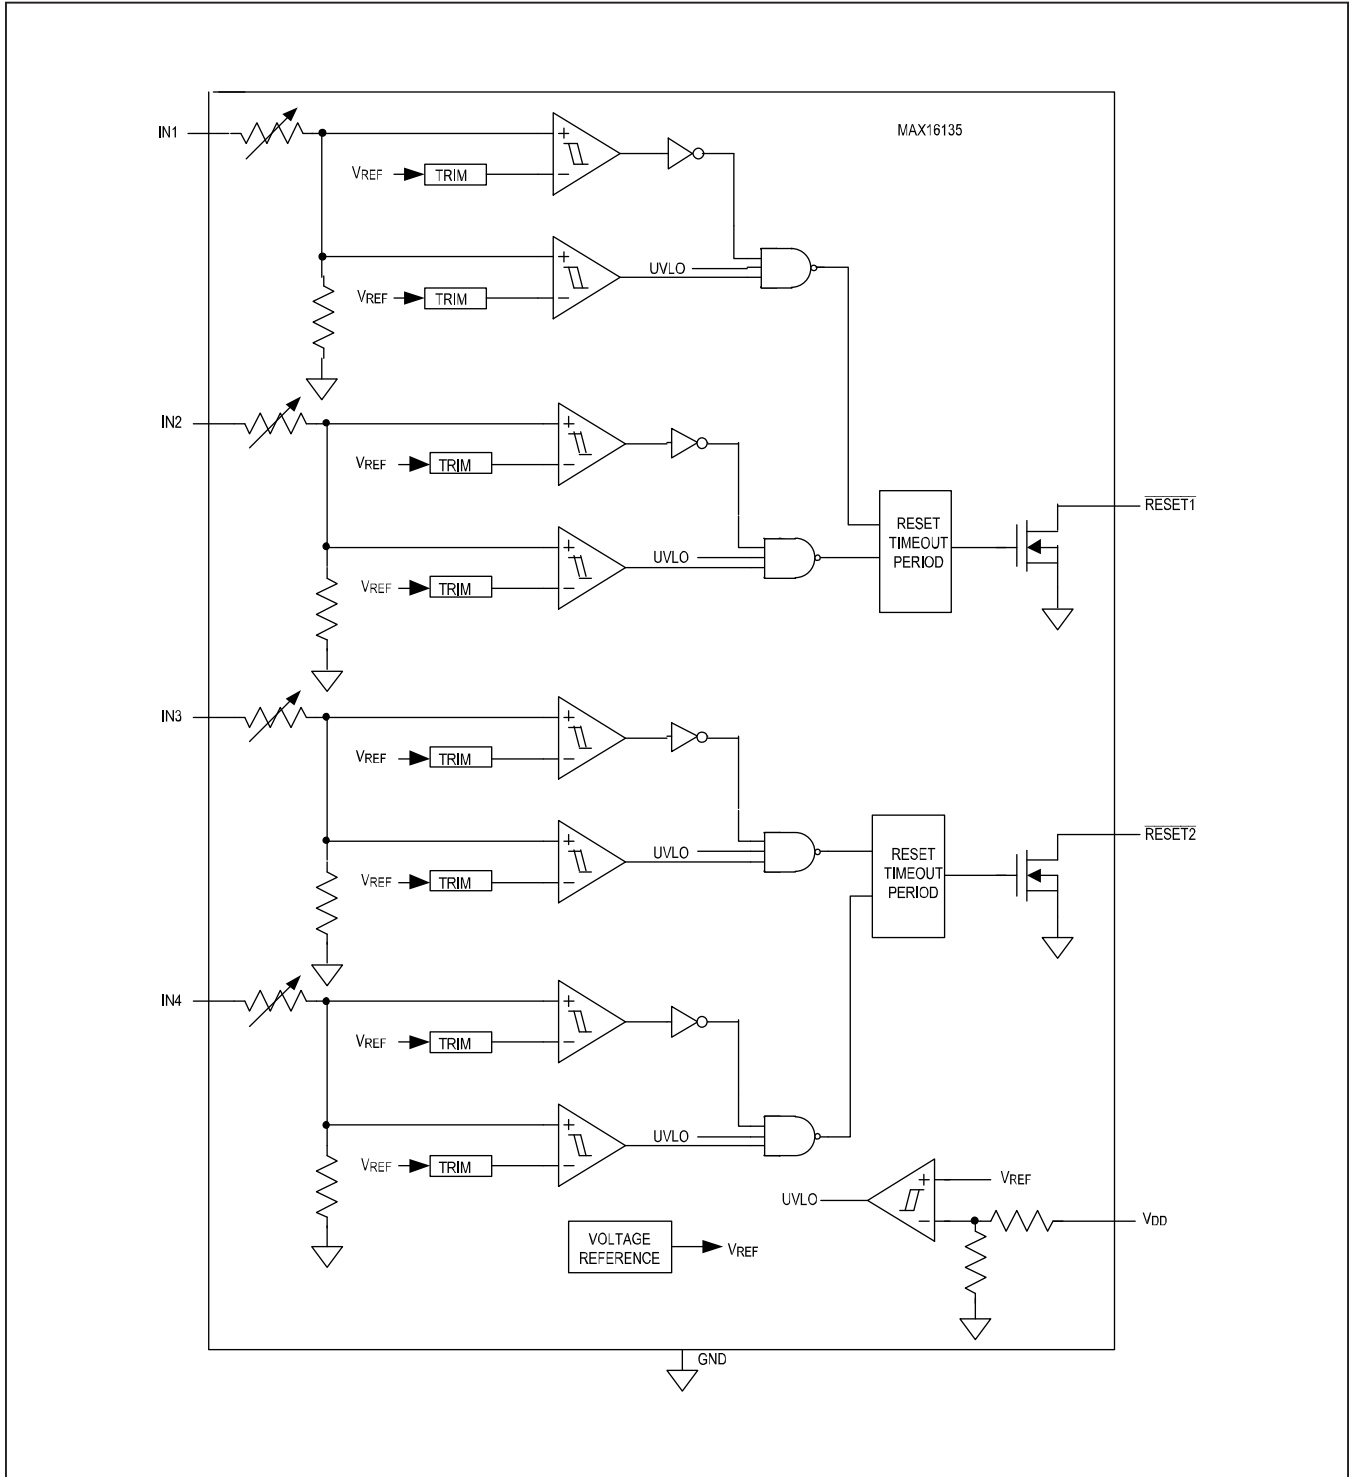 MAX16135
IN1
+
VREF
TRIM
−
+
UVLO
VREF
TRIM
−
IN2
+
VREF
TRIM
−
RESET
TIMEOUT
PERIOD
RESET1
+
UVLO
VREF
TRIM
−
IN3
+
VREF
TRIM
−
RESET
TIMEOUT
PERIOD
RESET2
+
UVLO
VREF
TRIM
−
IN4
+
VREF
TRIM
−
+
UVLO
VREF
TRIM
−
+
VREF
UVLO
−
VDD
VOLTAGE
REFERENCE
VREF
GND